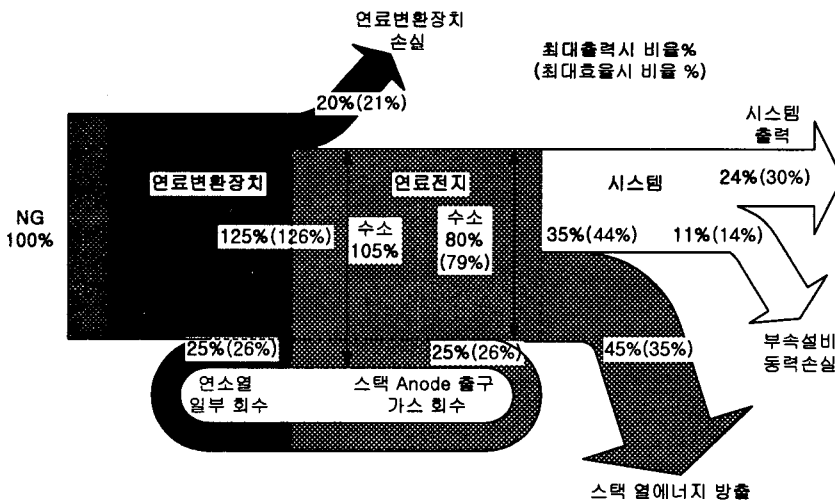 연료변환장치
손실
최대출력시 비율%
(최대효율시 비율 %)
20%(21%)
시스템
출력
연료변환장치
연료전지
시스템
24%(30%)
NG
100%
125%(126%)
수소
105%
수소
80%
(79%)
35%(44%)
11%(14%)
25%(26%)
25%(26%)
45%(35%)
부속설비
동력손실
연소열
일부 회수
스택 Anode 출구
가스 회수
스택 열에너지 방출